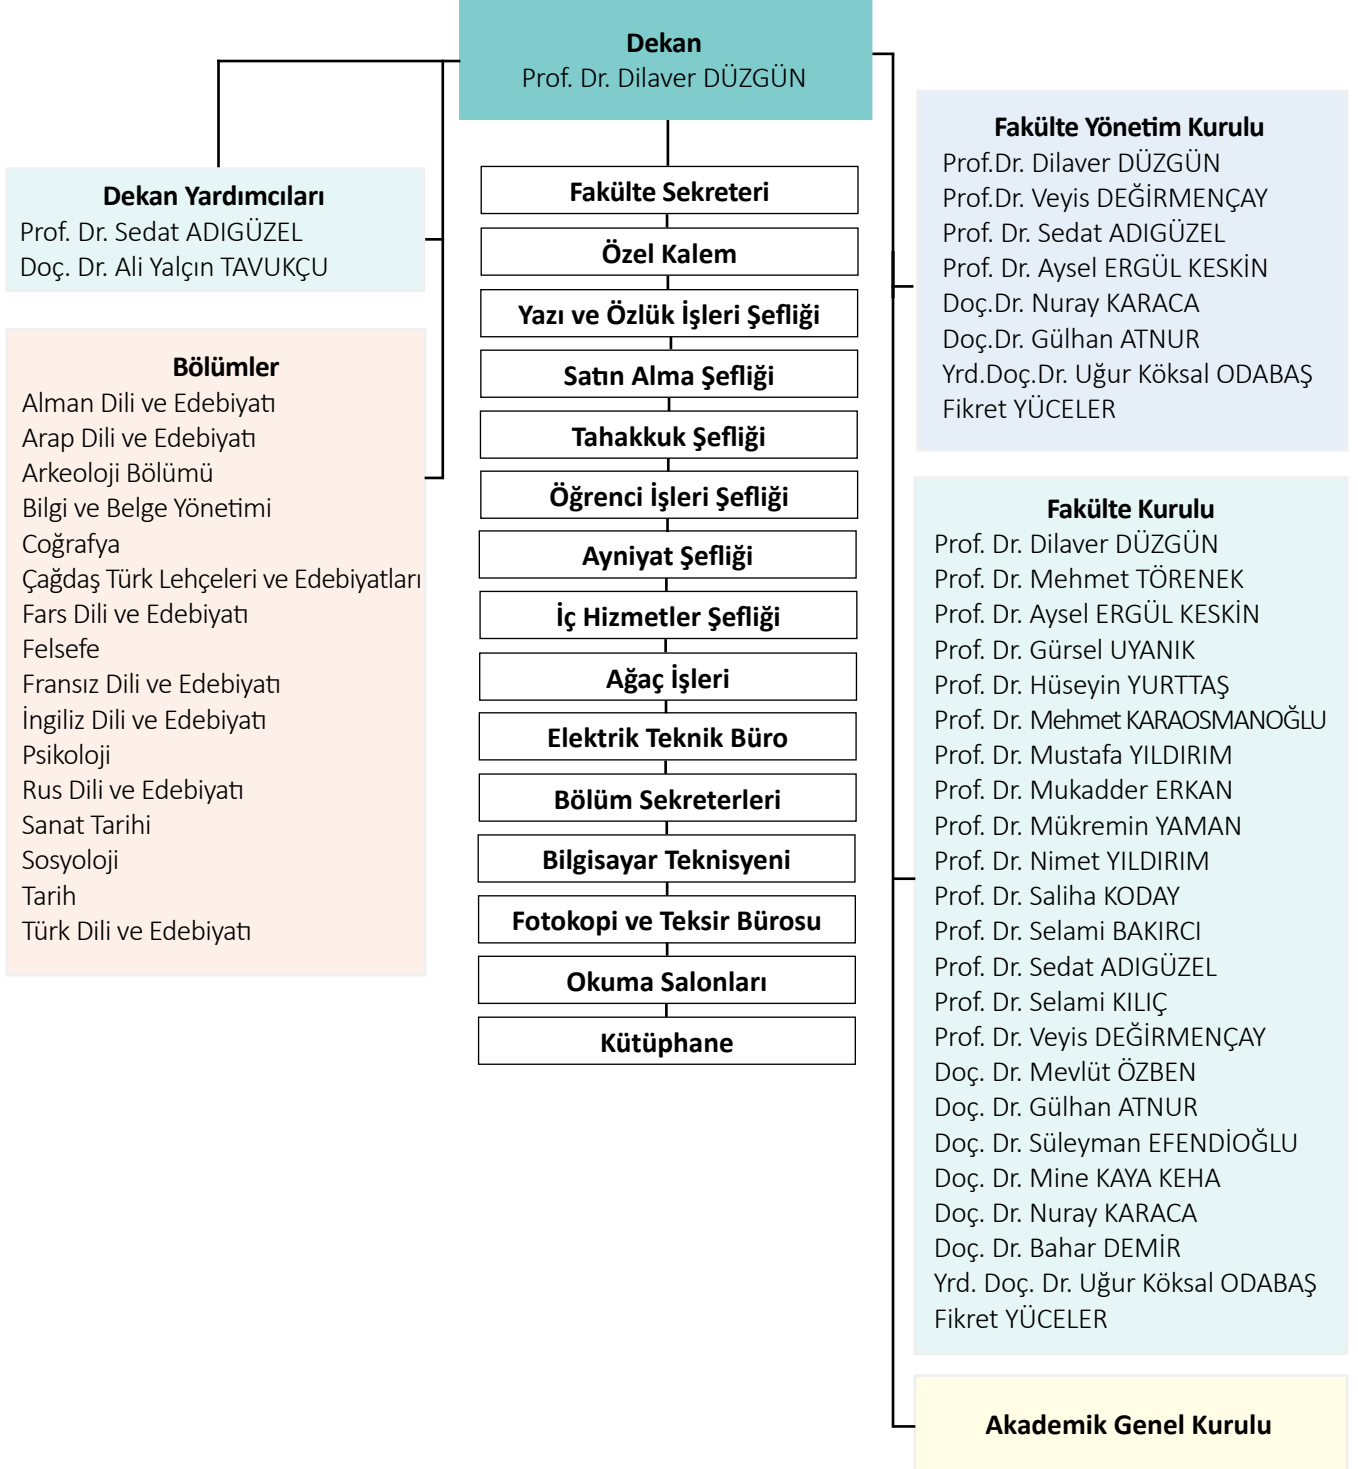 Dekan
Prof. Dr. Dilaver DÜZGÜN
Dekan Yardımcıları
Prof. Dr. Sedat ADIGÜZEL
Doç. Dr. Ali Yalçın TAVUKÇU
Bölümler
Alman Dili ve Edebiyatı
Arap Dili ve Edebiyatı
Arkeoloji Bölümü
Bilgi ve Belge Yönetimi
Coğrafya
Çağdaş Türk Lehçeleri ve Edebiyatları
Fars Dili ve Edebiyatı
Felsefe
Fransız Dili ve Edebiyatı
İngiliz Dili ve Edebiyatı
Psikoloji
Rus Dili ve Edebiyatı
Sanat Tarihi
Sosyoloji
Tarih
Türk Dili ve Edebiyatı
Fakülte Sekreteri
Özel Kalem
Yazı ve Özlük İşleri Şefliği
Satın Alma Şefliği
Tahakkuk Şefliği
Öğrenci İşleri Şefliği
Ayniyat Şefliği
İç Hizmetler Şefliği
Ağaç İşleri
Elektrik Teknik Büro
Bölüm Sekreterleri
Bilgisayar Teknisyeni
Fotokopi ve Teksir Bürosu
Okuma Salonları
Kütüphane
Fakülte Yönetim Kurulu
Prof.Dr. Dilaver DÜZGÜN
Prof.Dr. Veyis DEĞİRMENÇAY
Prof. Dr. Sedat ADIGÜZEL
Prof. Dr. Aysel ERGÜL KESKİN
Doç.Dr. Nuray KARACA
Doç.Dr. Gülhan ATNUR
Yrd.Doç.Dr. Uğur Köksal ODABAŞ
Fikret YÜCELER
Fakülte Kurulu
Prof. Dr. Dilaver DÜZGÜN
Prof. Dr. Mehmet TÖRENEK
Prof. Dr. Aysel ERGÜL KESKİN
Prof. Dr. Gürsel UYANIK
Prof. Dr. Hüseyin YURTTAŞ
Prof. Dr. Mehmet KARAOSMANOĞLU
Prof. Dr. Mustafa YILDIRIM
Prof. Dr. Mukadder ERKAN
Prof. Dr. Mükremin YAMAN
Prof. Dr. Nimet YILDIRIM
Prof. Dr. Saliha KODAY
Prof. Dr. Selami BAKIRCI
Prof. Dr. Sedat ADIGÜZEL
Prof. Dr. Selami KILIÇ
Prof. Dr. Veyis DEĞİRMENÇAY
Doç. Dr. Mevlüt ÖZBEN
Doç. Dr. Gülhan ATNUR
Doç. Dr. Süleyman EFENDİOĞLU
Doç. Dr. Mine KAYA KEHA
Doç. Dr. Nuray KARACA
Doç. Dr. Bahar DEMİR
Yrd. Doç. Dr. Uğur Köksal ODABAŞ
Fikret YÜCELER
Akademik Genel Kurulu